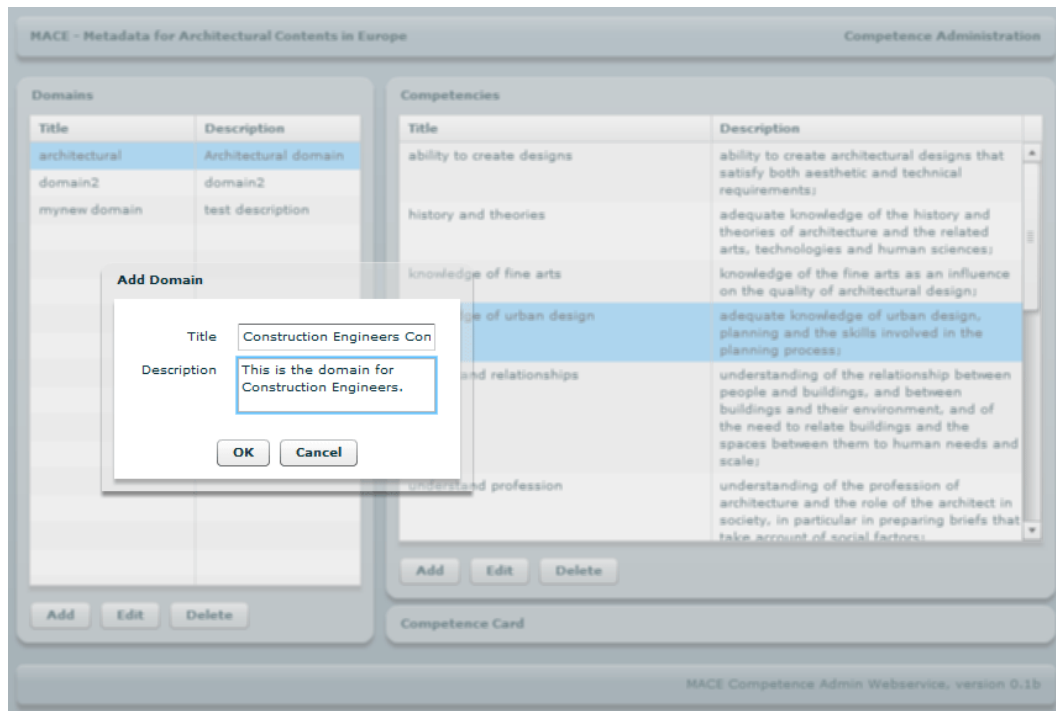 MACE - Metadata for Architectural Contents in Europe
Competence Administration
Domains
Title Description
architectural Architectural domain
domain2 domain2
mynew domain test description
Add Domain
Title Construction Engineers Con
Description This is the domain for
Construction Engineers.
OK Cancel
Add Edit Delete
Competencies
Title Description
ability to create designs ability to create architectural designs that
satisfy both aesthetic and technical
requirements;
history and theories adequate knowledge of the history and
theories of architecture and the related
arts, technologies and human sciences;
knowledge of fine arts knowledge of the fine arts as an influence
on the quality of architectural design;
ge of urban design adequate knowledge of urban design,
planning and the skills involved in the
planning process;
and relationships understanding of the relationship between
people and buildings, and between
buildings and their environment, and of
the need to relate buildings and the
spaces between them to human needs and
scale;
understand profession understanding of the profession of
architecture and the role of the architect in
society, in particular in preparing briefs that
take account of social factors;
Add Edit Delete
Competence Card
MACE Competence Admin Webservice, version 0.1b